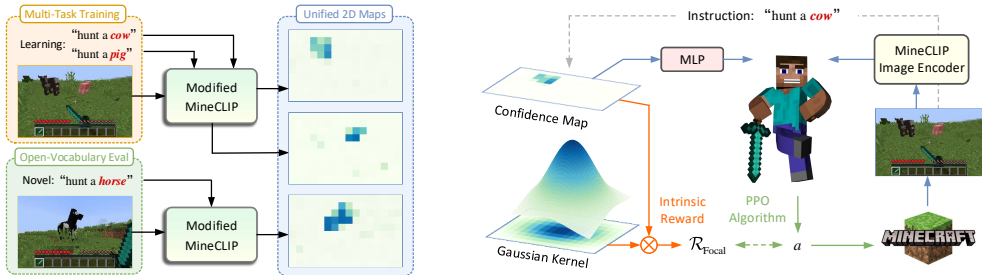 Multi-Task Training
Learning: “hunt a cow”
“hunt a pig”
Modified
MineCLIP
Open-Vocabulary Eval
Novel: “hunt a horse”
Modified
MineCLIP
Unified 2D Maps
Instruction: “hunt a cow”
MLP
MineCLIP
Image Encoder
Confidence Map
Gaussian Kernel
Intrinsic
Reward
R_Focal
PPO
Algorithm
a
MINECRAFT